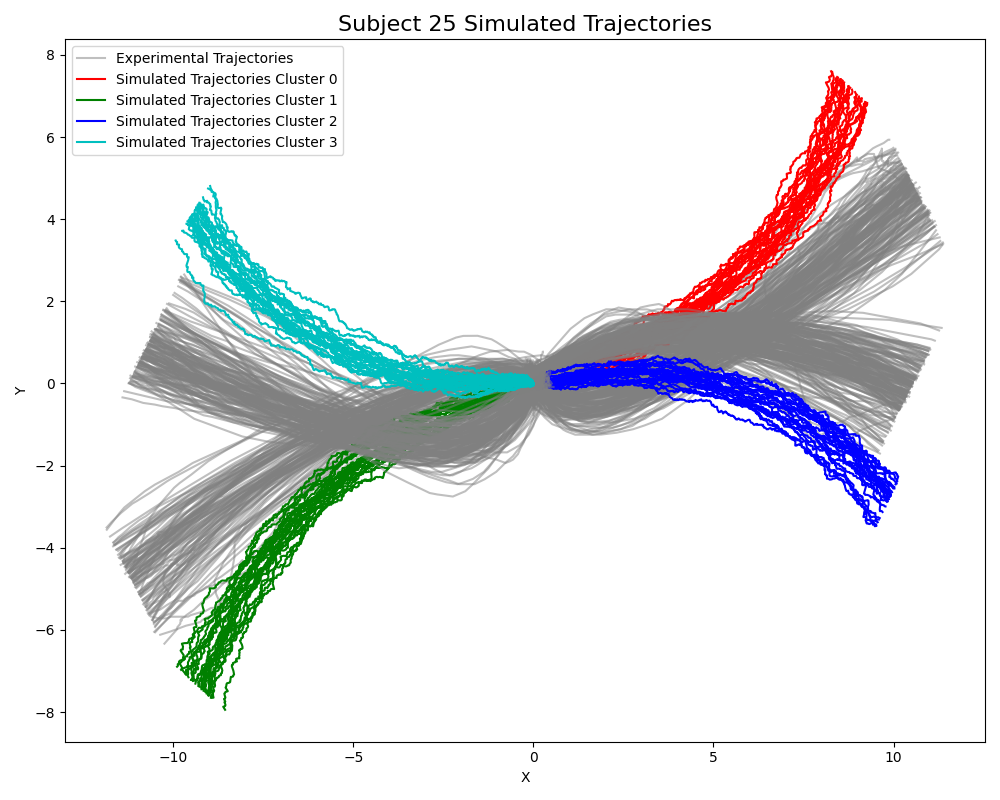 Subject 25 Simulated Trajectories
Experimental Trajectories
Simulated Trajectories Cluster 0
Simulated Trajectories Cluster 1
Simulated Trajectories Cluster 2
Simulated Trajectories Cluster 3
8
6
4
2
0
−2
−4
−6
−8
Y
−10
−5
0
5
10
X